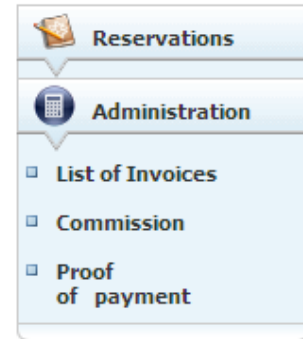 Reservations
Administration
List of Invoices
Commission
Proof
of payment